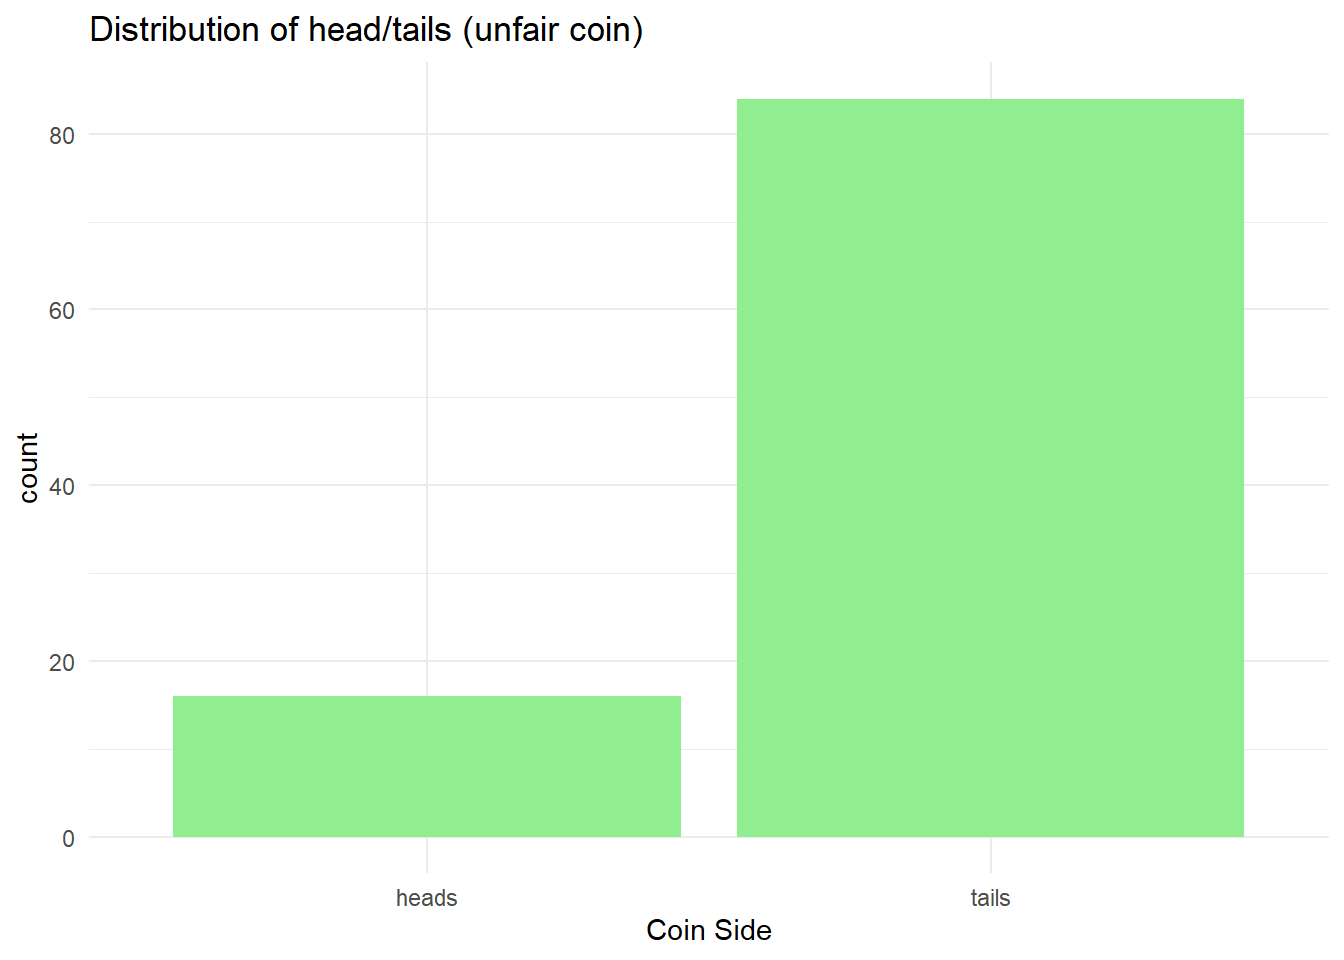 Distribution of head/tails (unfair coin)
80
60
40
20
0
count
heads
tails
Coin Side